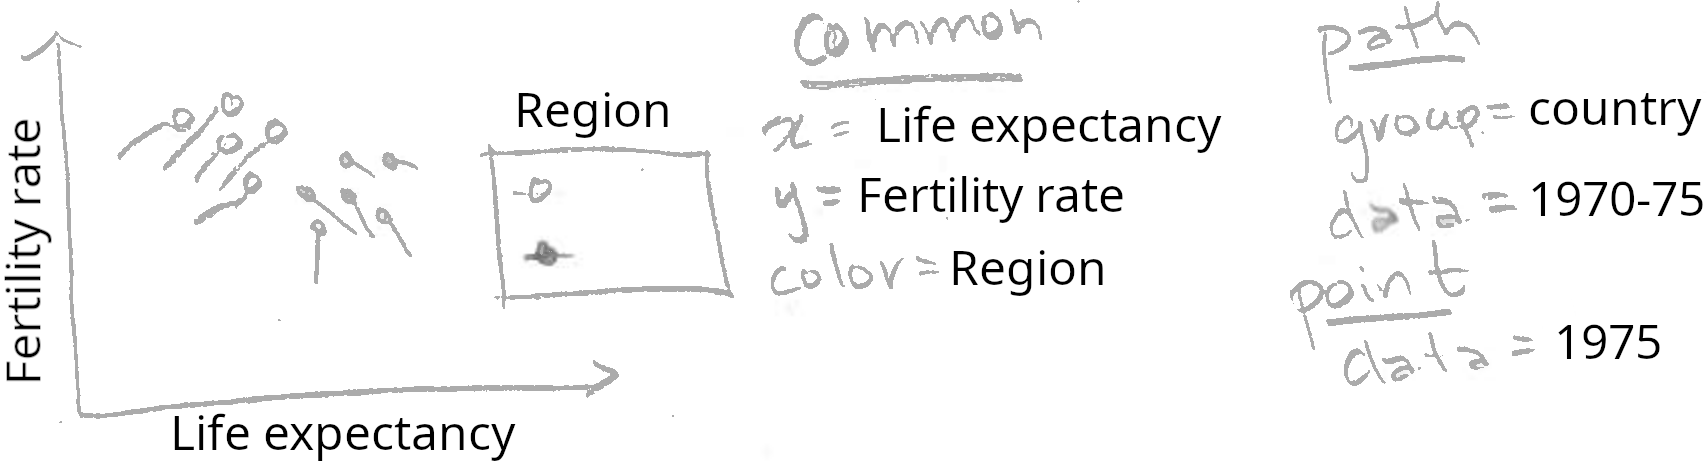 Fertility rate
Life expectancy
Region
common
x = Life expectancy
y = Fertility rate
color = Region
path
group = country
data = 1970-75
point
data = 1975